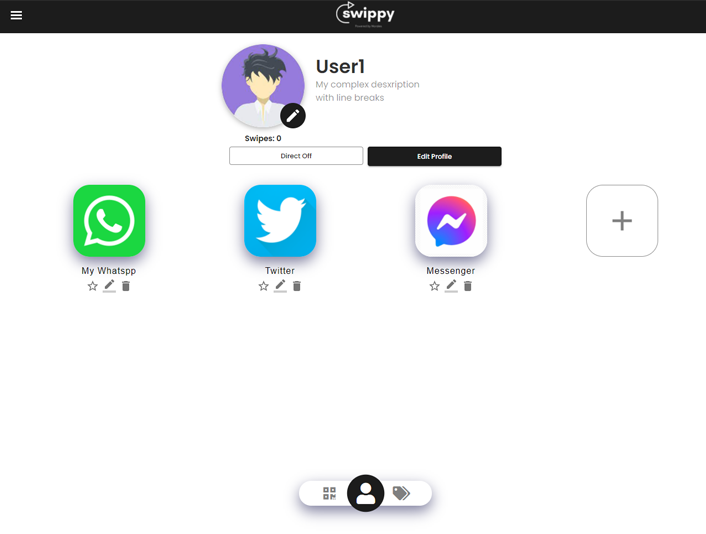 swippy
User1
My complex desxription
with line breaks
Swipes: 0
Direct Off
Edit Profile
My Whatspp
Twitter
Messenger